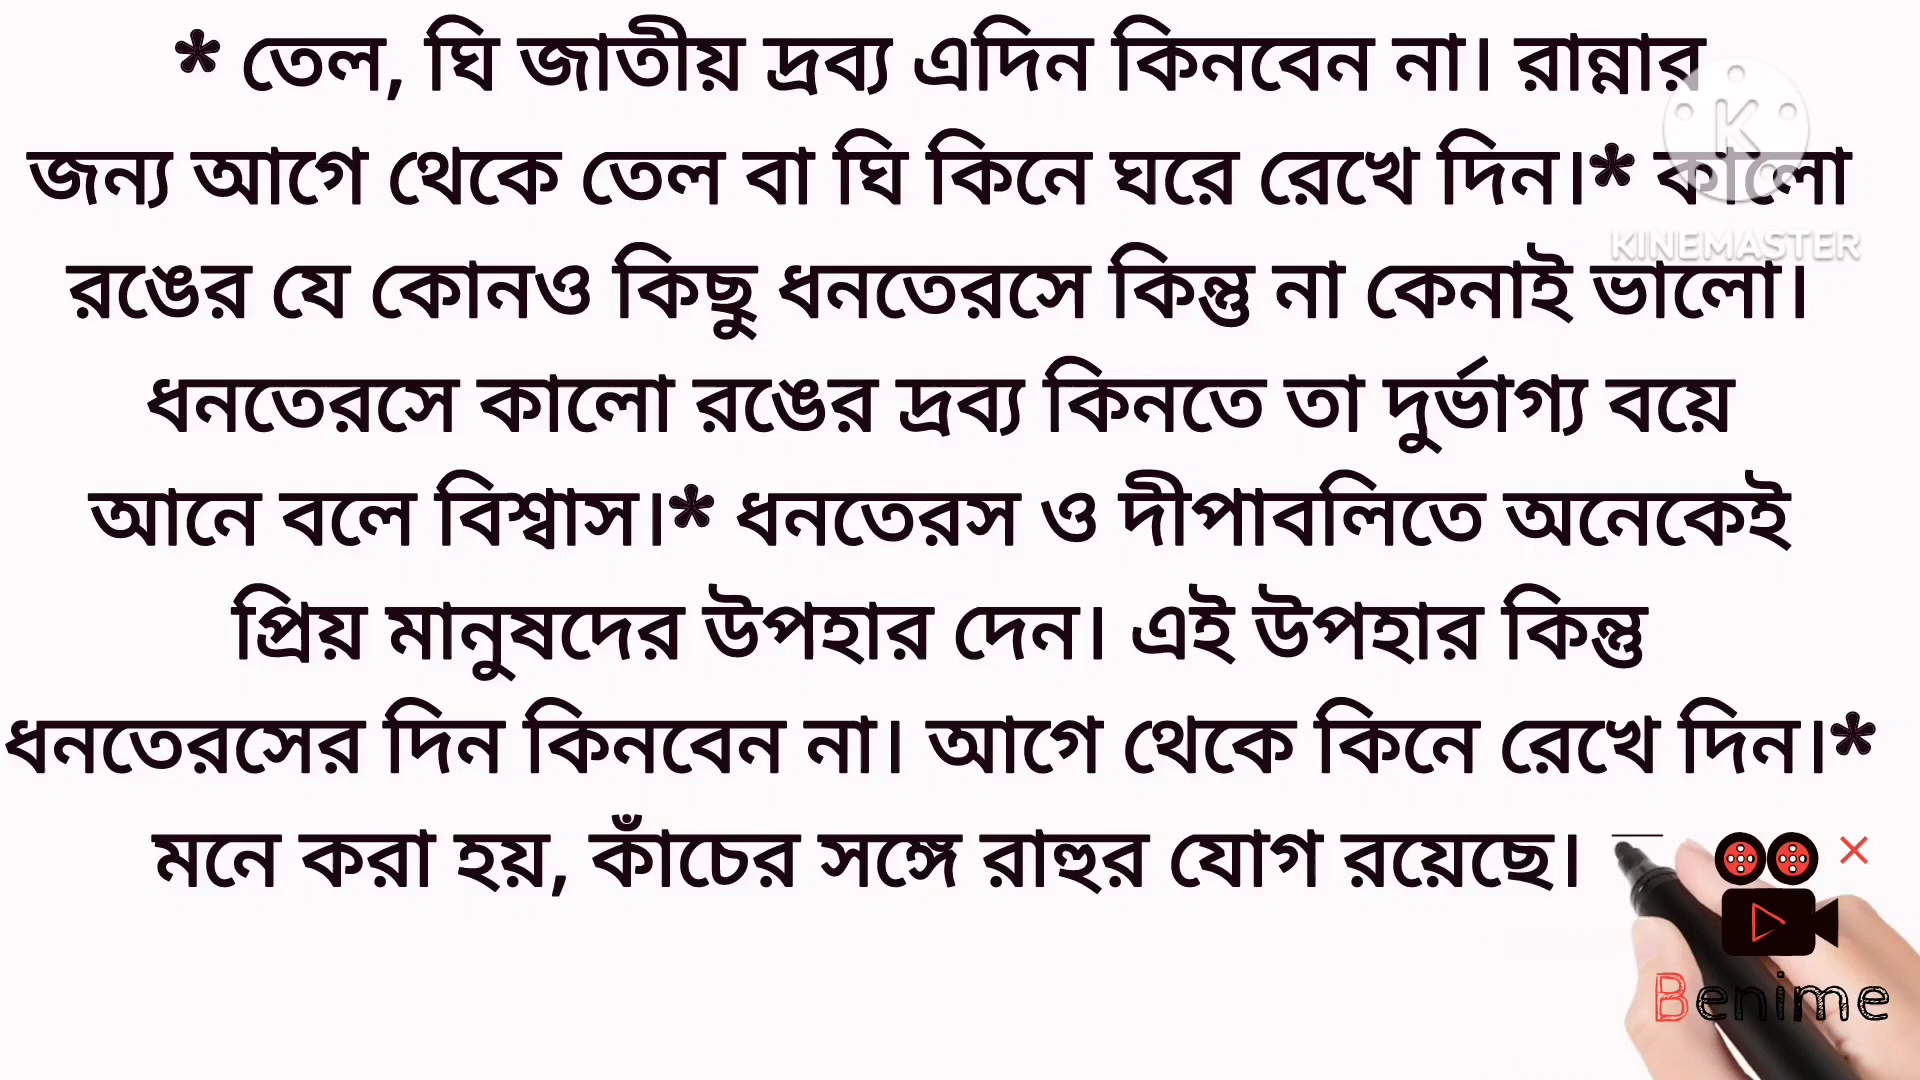 * তেল, ঘি জাতীয় দ্রব্য এদিন কিনবেন না। রান্নার
জন্য আগে থেকে তেল বা ঘি কিনে ঘরে রেখে দিন।* কালো
রঙের যে কোনও কিছু ধনতেরসে কিন্তু না কেনাই ভালো।
ধনতেরসে কালো রঙের দ্রব্য কিনতে তা দুর্ভাগ্য বয়ে
আনে বলে বিশ্বাস।* ধনতেরস ও দীপাবলিতে অনেকেই
প্রিয় মানুষদের উপহার দেন। এই উপহার কিন্তু
ধনতেরসের দিন কিনবেন না। আগে থেকে কিনে রেখে দিন।*
মনে করা হয়, কাঁচের সঙ্গে রাহুর যোগ রয়েছে।
K
KINEMASTER
Benime